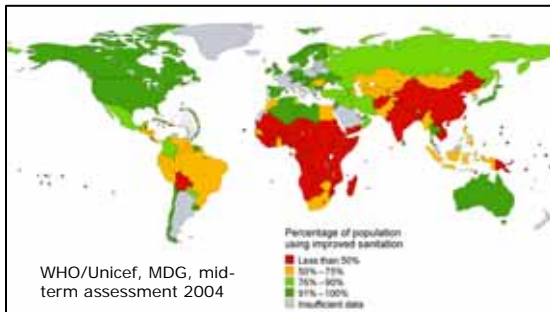 Percentage of population
using improved sanitation
Less than 50%
50%–75%
76%–90%
91%–100%
Insufficient data
WHO/Unicef, MDG, mid-
term assessment 2004